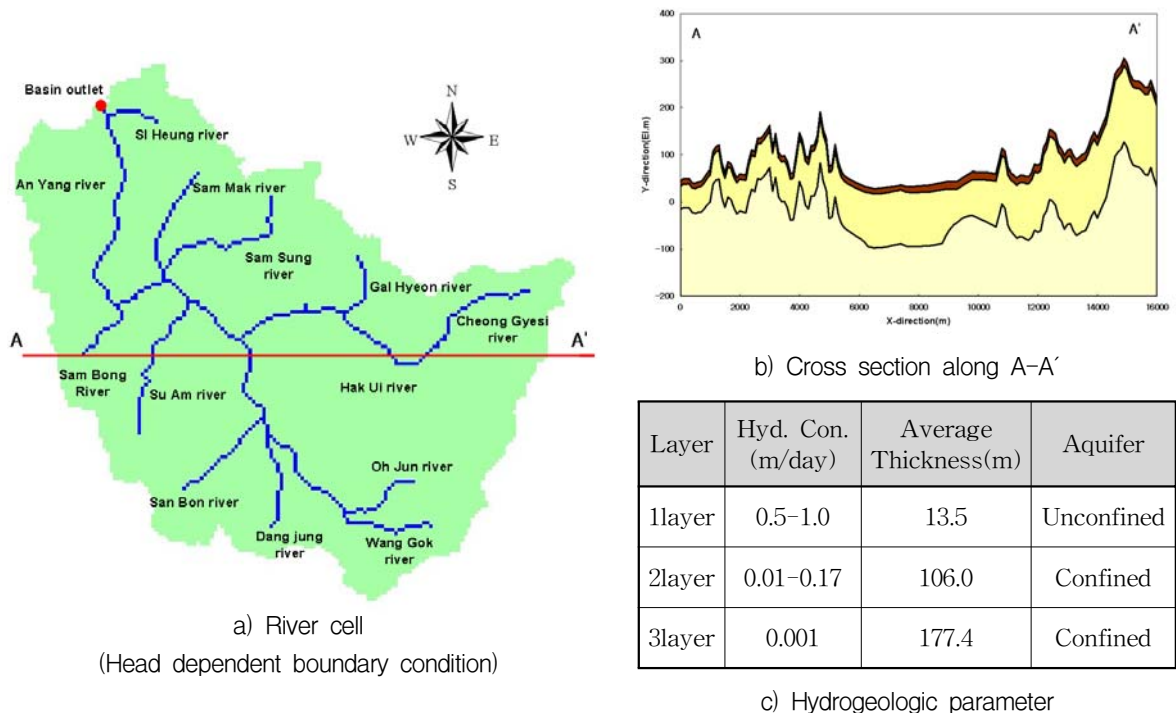 Basin outlet
SI Heung river
An Yang river
Sam Mak river
Sam Sung
river
Gal Hyeon river
Cheong Gyesi
river
A
A'
Sam Bong
River
Su Am river
Hak Ui river
San Bon river
Dang jung
river
Oh Jun river
Wang Gok
river
N
W
E
S
a) River cell
(Head dependent boundary condition)
A
A'
Y-direction(El.m)
400
300
200
100
0
-100
-200
0
2000
4000
6000
8000
10000
12000
14000
16000
X-direction(m)
b) Cross section along A-A´
Layer Hyd. Con. (m/day) Average Thickness(m) Aquifer
1layer 0.5-1.0 13.5 Unconfined
2layer 0.01-0.17 106.0 Confined
3layer 0.001 177.4 Confined
c) Hydrogeologic parameter